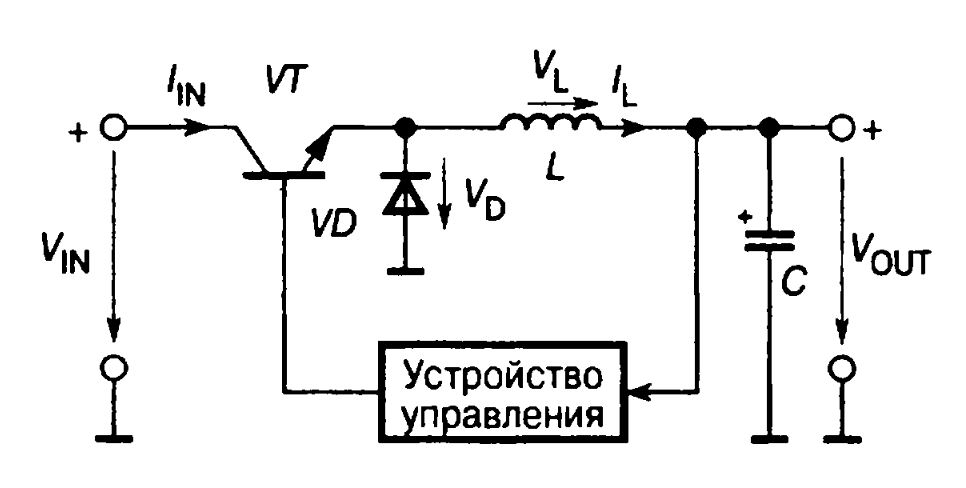 I_IN VT V_L I_L
+ +
L
VD V_D
V_IN + C V_OUT
Устройство
управления